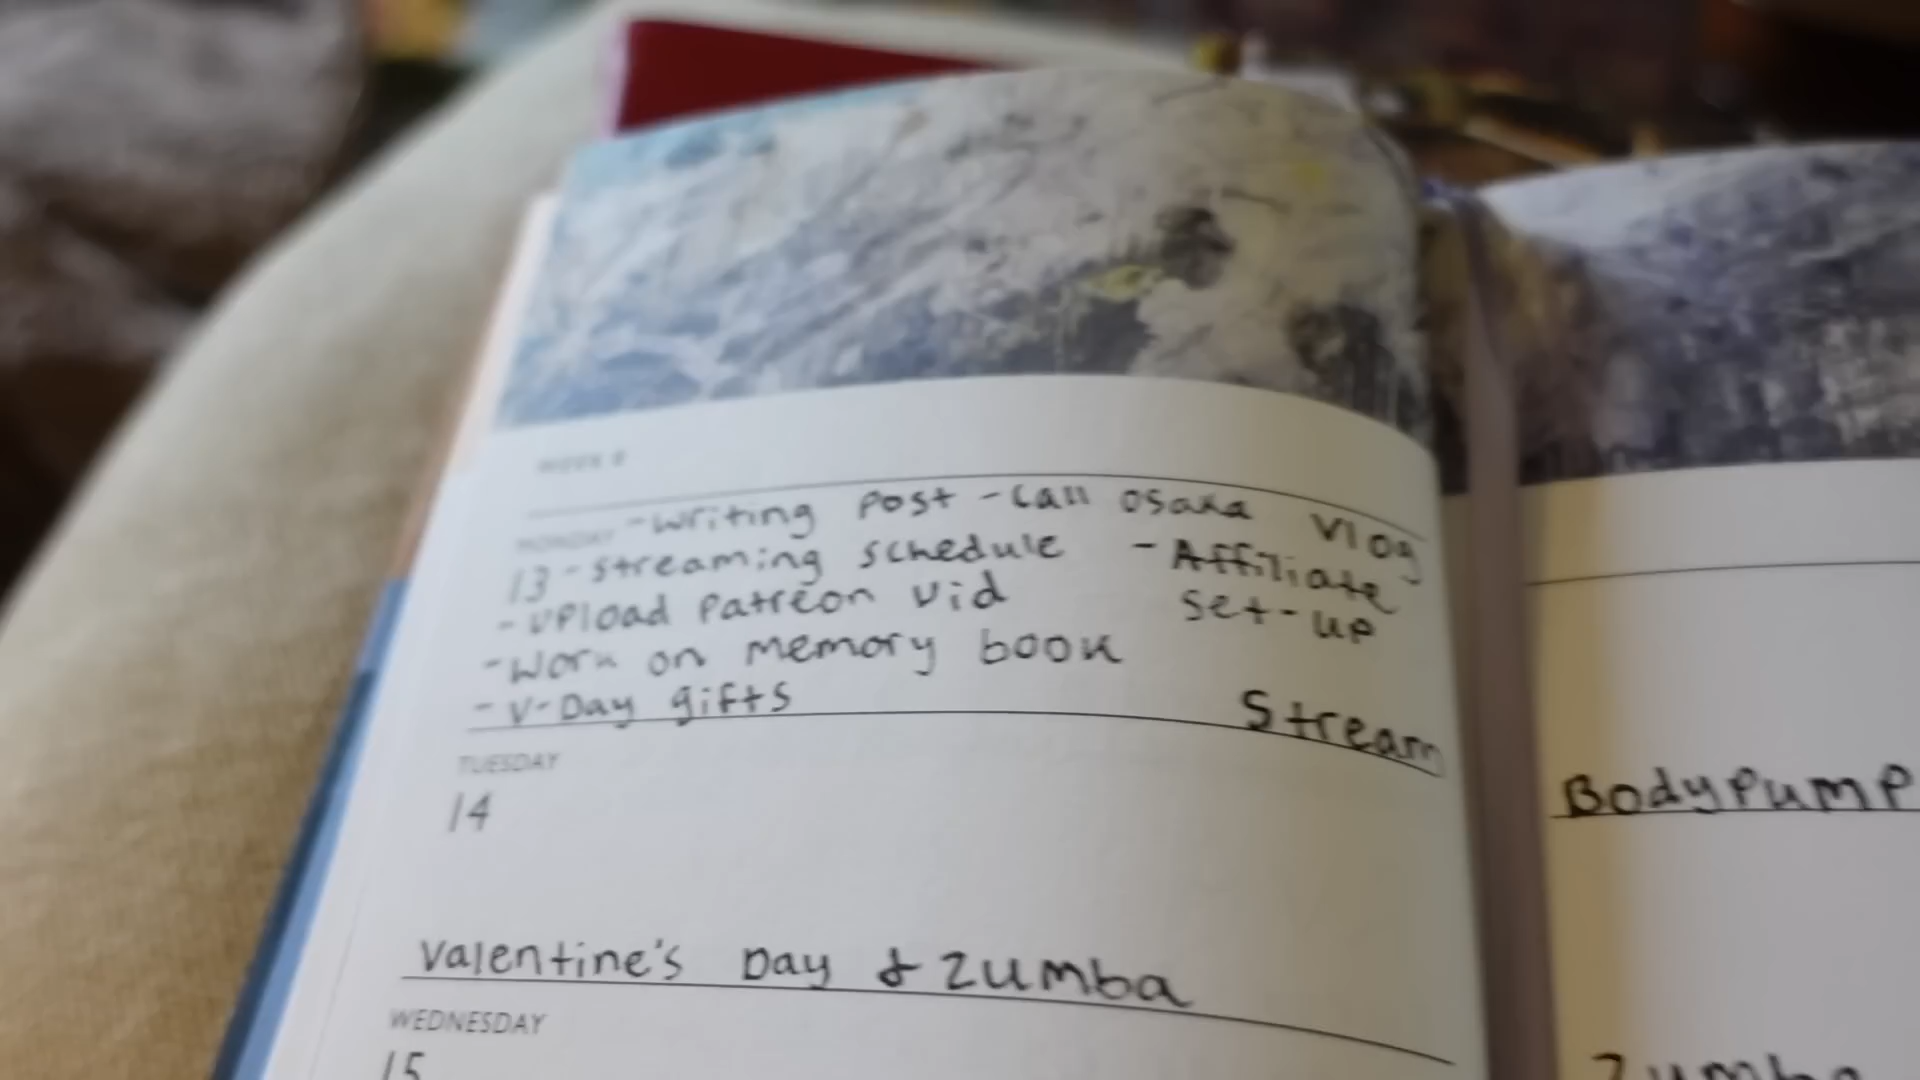 WEEK
MONDAY -Writing Post -Call Osaka Vlog
13 -Streaming schedule -Affiliate
-Upload Patreon vid Set-up
-Work on memory book
-V-Day gifts
Stream
TUESDAY
14
Valentine's Day & Zumba
WEDNESDAY
15
BodyPump
Zumba